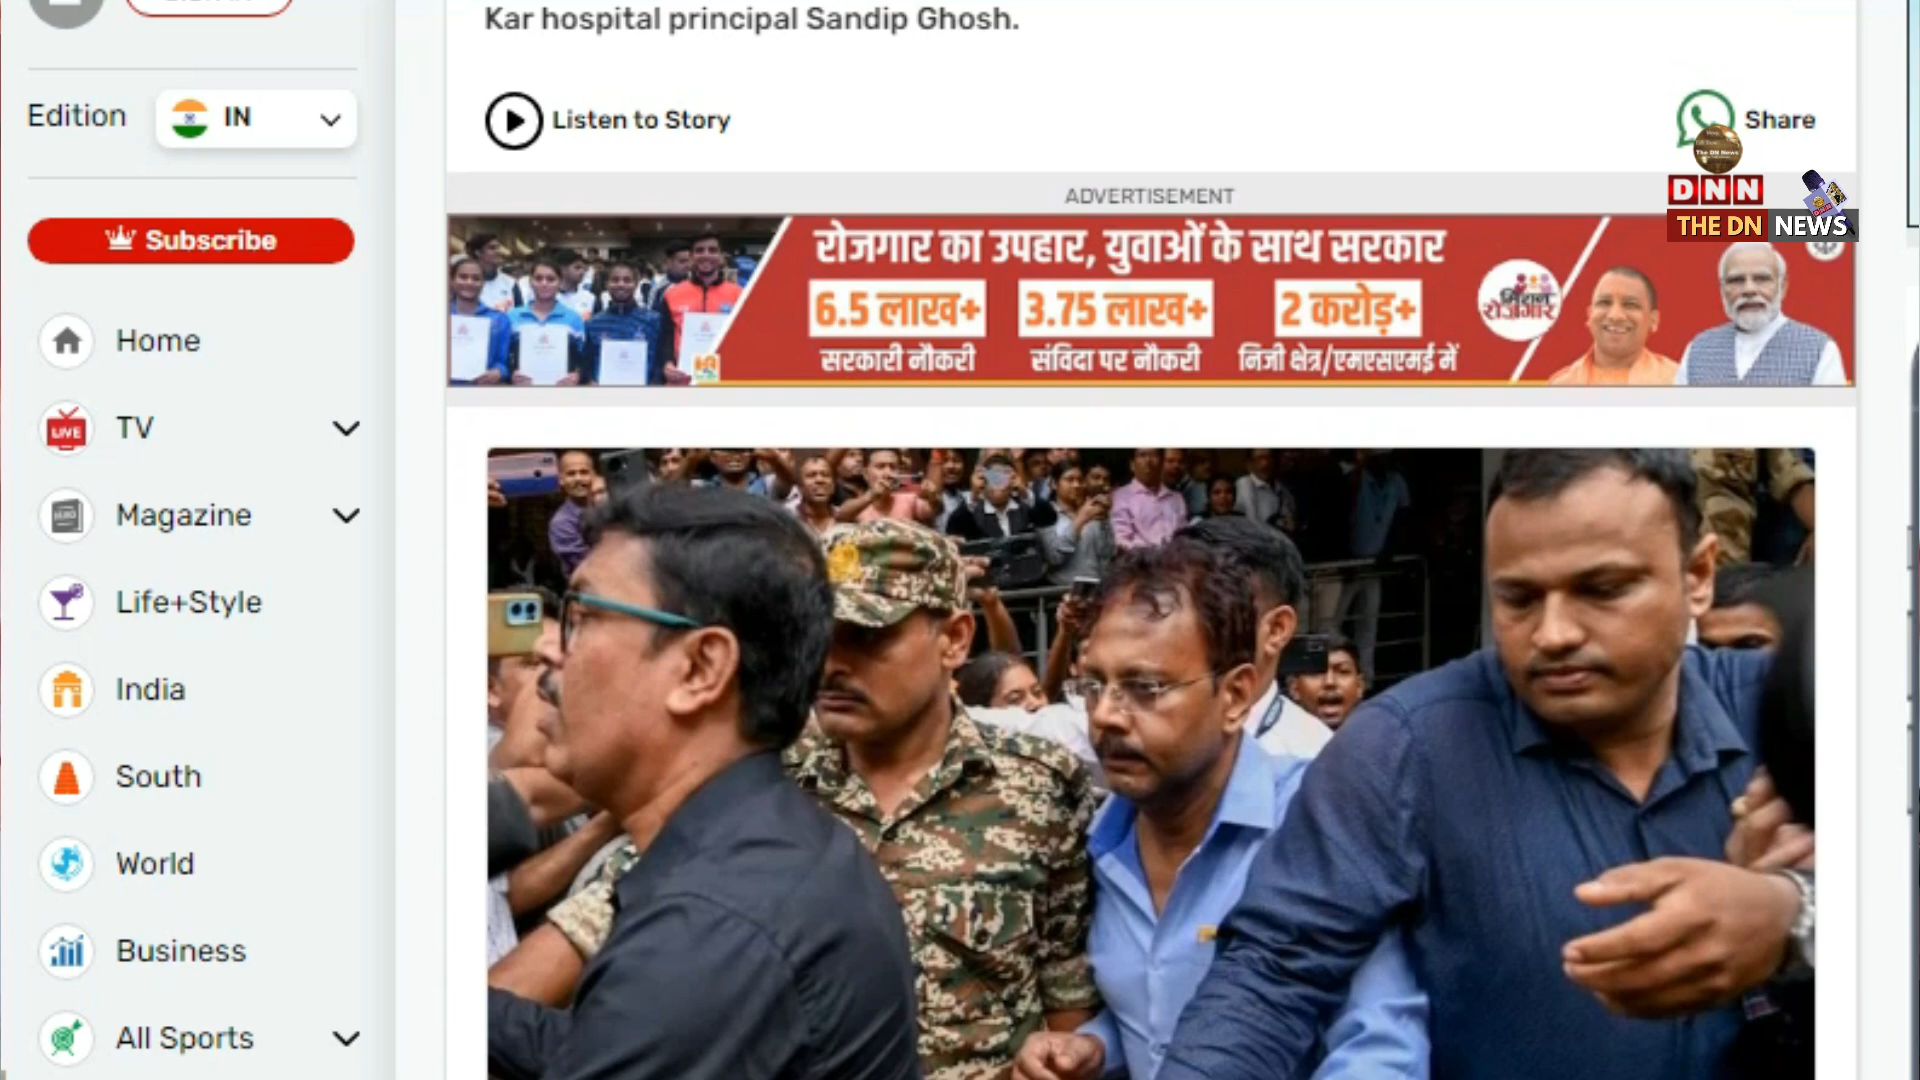 Kar hospital principal Sandip Ghosh.
Edition
IN
Listen to Story
Share
ADVERTISEMENT
DNN
THE DN NEWS
Subscribe
रोजगार का उपहार, युवाओं के साथ सरकार
6.5 लाख+
3.75 लाख+
2 करोड़+
सरकारी नौकरी
संविदा पर नौकरी
निजी क्षेत्र/एमएसएमई में
मिशन
रोजगार
Home
LIVE
TV
Magazine
Life+Style
India
South
World
Business
All Sports